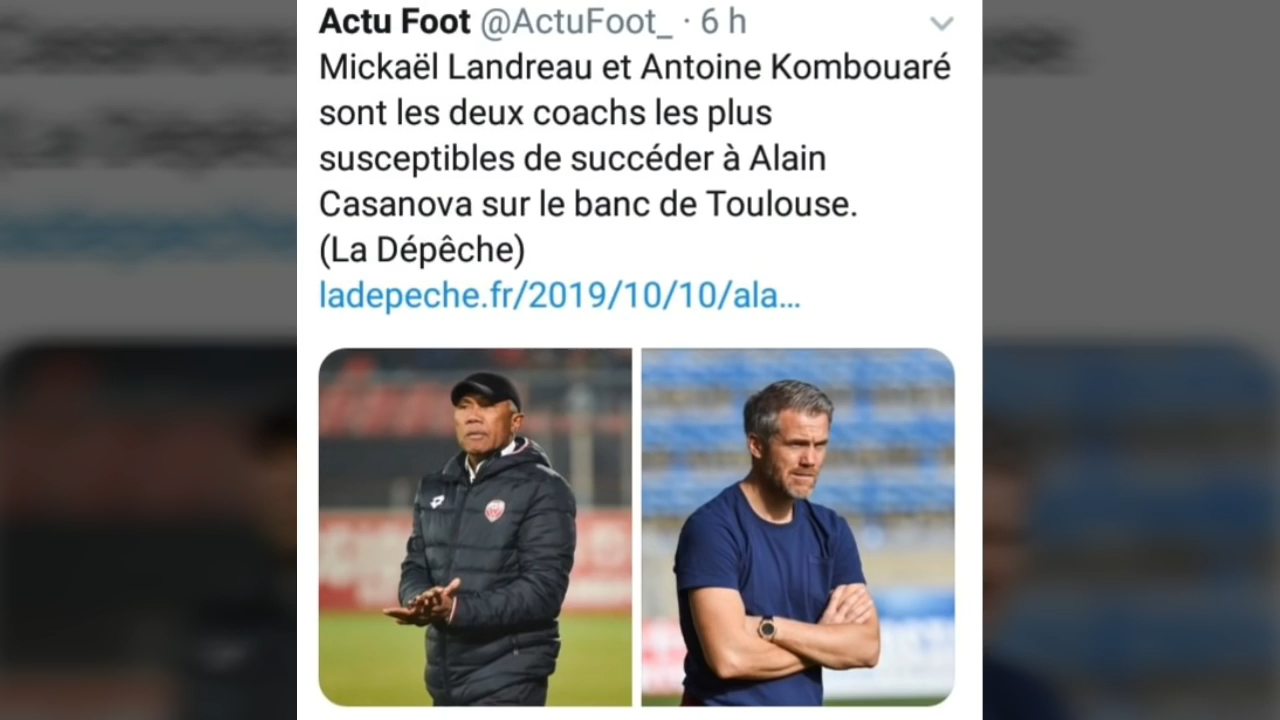 Actu Foot @ActuFoot_ · 6 h
Mickaël Landreau et Antoine Kombouaré
sont les deux coachs les plus
susceptibles de succéder à Alain
Casanova sur le banc de Toulouse.
(La Dépêche)
ladepeche.fr/2019/10/10/ala…